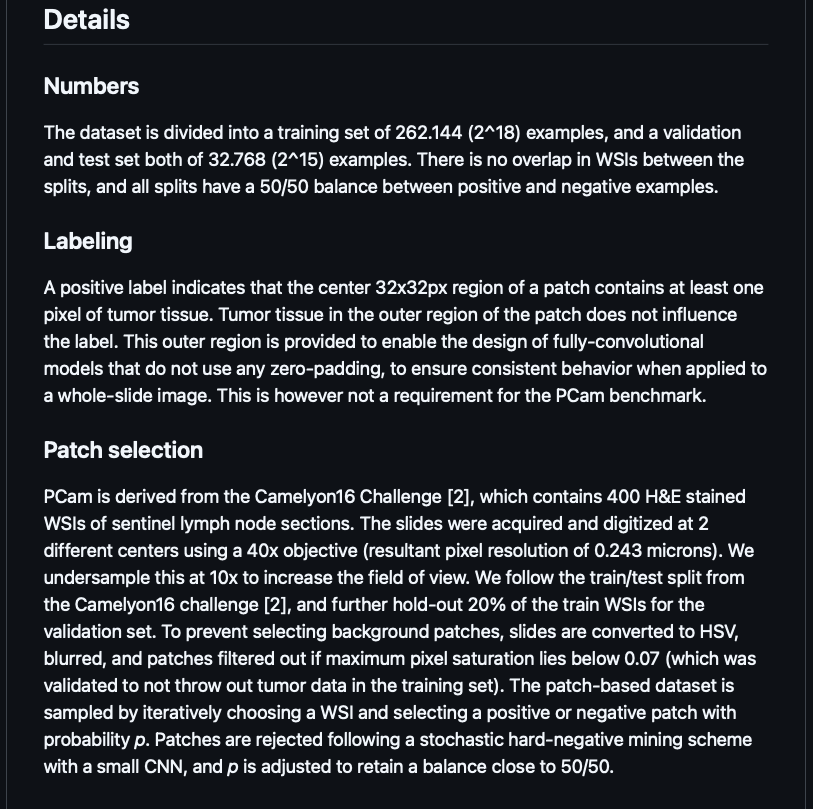 Details
Numbers
The dataset is divided into a training set of 262.144 (2^18) examples, and a validation
and test set both of 32.768 (2^15) examples. There is no overlap in WSIs between the
splits, and all splits have a 50/50 balance between positive and negative examples.
Labeling
A positive label indicates that the center 32x32px region of a patch contains at least one
pixel of tumor tissue. Tumor tissue in the outer region of the patch does not influence
the label. This outer region is provided to enable the design of fully-convolutional
models that do not use any zero-padding, to ensure consistent behavior when applied to
a whole-slide image. This is however not a requirement for the PCam benchmark.
Patch selection
PCam is derived from the Camelyon16 Challenge [2], which contains 400 H&E stained
WSIs of sentinel lymph node sections. The slides were acquired and digitized at 2
different centers using a 40x objective (resultant pixel resolution of 0.243 microns). We
undersample this at 10x to increase the field of view. We follow the train/test split from
the Camelyon16 challenge [2], and further hold-out 20% of the train WSIs for the
validation set. To prevent selecting background patches, slides are converted to HSV,
blurred, and patches filtered out if maximum pixel saturation lies below 0.07 (which was
validated to not throw out tumor data in the training set). The patch-based dataset is
sampled by iteratively choosing a WSI and selecting a positive or negative patch with
probability p. Patches are rejected following a stochastic hard-negative mining scheme
with a small CNN, and p is adjusted to retain a balance close to 50/50.